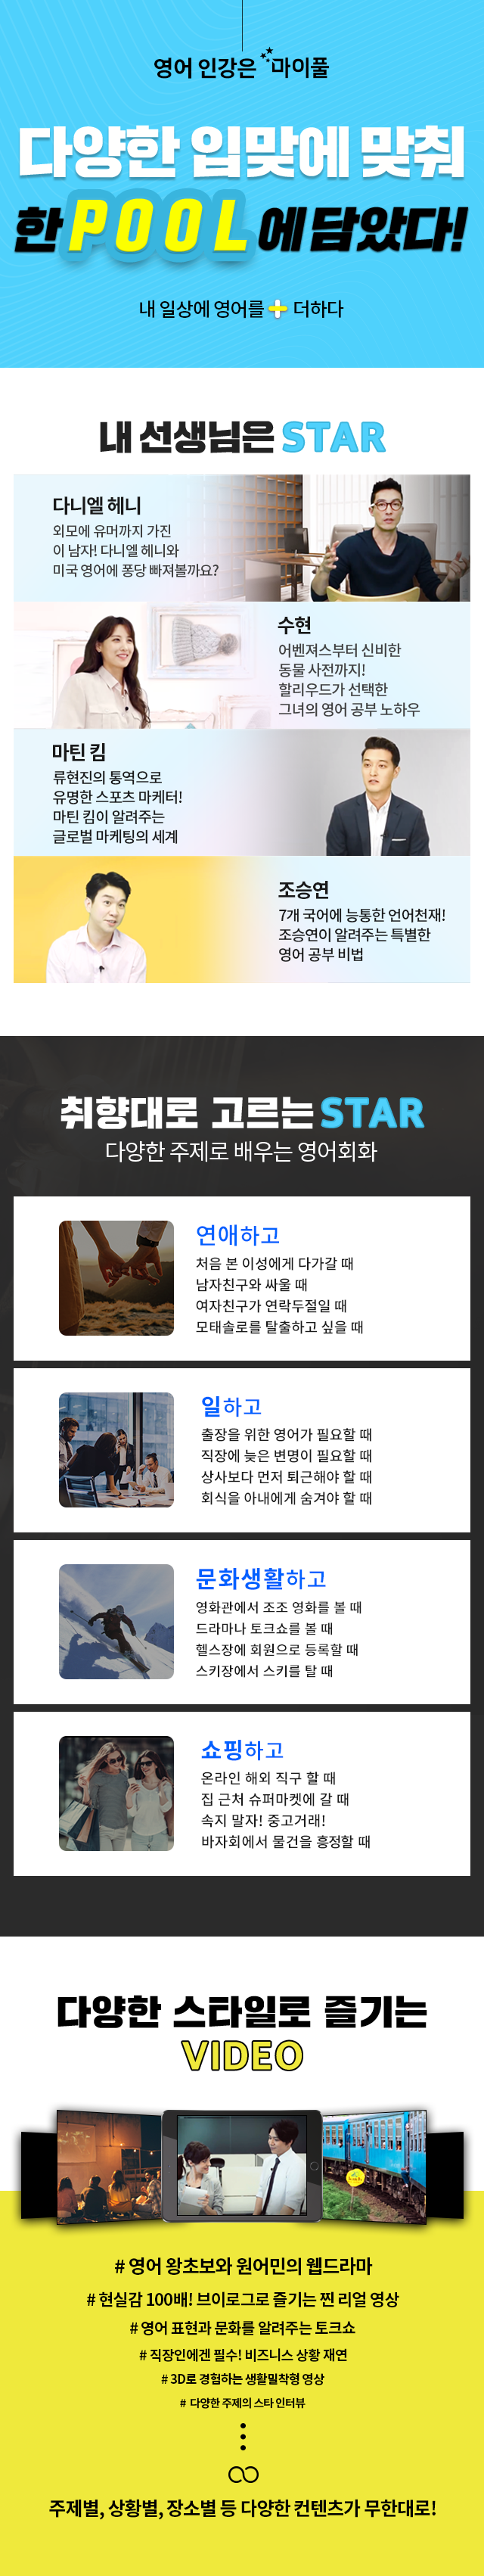 영어 인강은 마이풀
다양한 입맛에 맞춰
한 POOL에 담았다!
내 일상에 영어를 + 더하다
내 선생님은 STAR
다니엘 헤니
외모에 유머까지 가진
이 남자! 다니엘 헤니와
미국 영어에 퐁당 빠져볼까요?
수현
어벤져스부터 신비한
동물 사전까지!
할리우드가 선택한
그녀의 영어 공부 노하우
마틴 킴
류현진의 통역으로
유명한 스포츠 마케터!
마틴 킴이 알려주는
글로벌 마케팅의 세계
조승연
7개 국어에 능통한 언어천재!
조승연이 알려주는 특별한
영어 공부 비법
취향대로 고르는 STAR
다양한 주제로 배우는 영어회화
연애하고
처음 본 이성에게 다가갈 때
남자친구와 싸울 때
여자친구가 연락두절일 때
모태솔로를 탈출하고 싶을 때
일하고
출장을 위한 영어가 필요할 때
직장에 늦은 변명이 필요할 때
상사보다 먼저 퇴근해야 할 때
회식을 아내에게 숨겨야 할 때
문화생활하고
영화관에서 조조 영화를 볼 때
드라마나 토크쇼를 볼 때
헬스장에 회원으로 등록할 때
스키장에서 스키를 탈 때
쇼핑하고
온라인 해외 직구 할 때
집 근처 슈퍼마켓에 갈 때
속지 말자! 중고거래!
바자회에서 물건을 흥정할 때
다양한 스타일로 즐기는
VIDEO
# 영어 왕초보와 원어민의 웹드라마
# 현실감 100배! 브이로그로 즐기는 찐 리얼 영상
# 영어 표현과 문화를 알려주는 토크쇼
# 직장인에겐 필수! 비즈니스 상황 재연
# 3D로 경험하는 생활밀착형 영상
# 다양한 주제의 스타 인터뷰
주제별, 상황별, 장소별 등 다양한 컨텐츠가 무한대로!